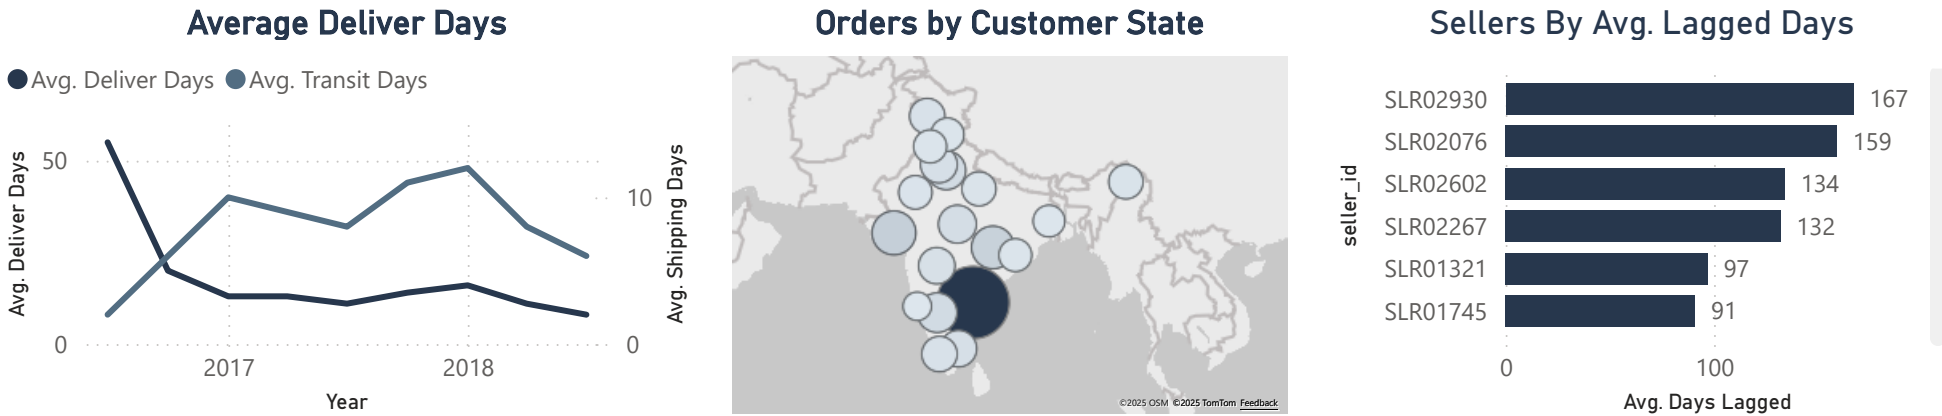 Average Deliver Days
Avg. Deliver Days Avg. Transit Days
Avg. Deliver Days
50
0
10
0
Avg. Shipping Days
2017 2018
Year
Orders by Customer State
©2025 OSM ©2025 TomTom Feedback
Sellers By Avg. Lagged Days
seller_id
SLR02930 167
SLR02076 159
SLR02602 134
SLR02267 132
SLR01321 97
SLR01745 91
0 100
Avg. Days Lagged